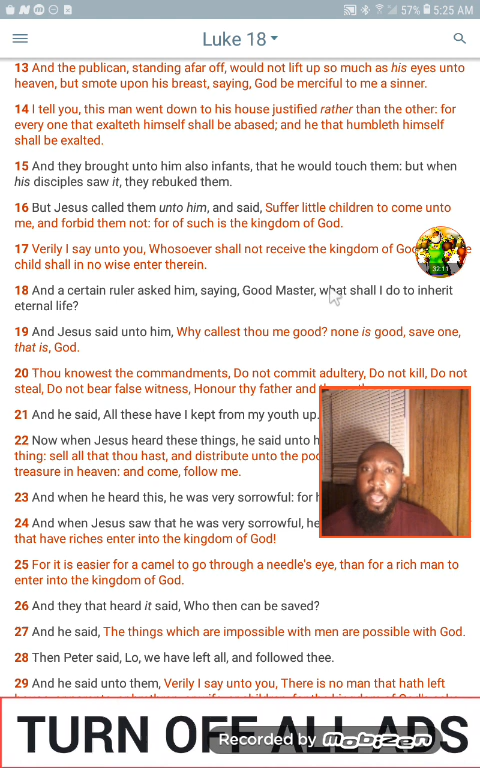 57% 5:25 AM
Luke 18
13 And the publican, standing afar off, would not lift up so much as his eyes unto
heaven, but smote upon his breast, saying, God be merciful to me a sinner.
14 I tell you, this man went down to his house justified rather than the other: for
every one that exalteth himself shall be abased; and he that humbleth himself
shall be exalted.
15 And they brought unto him also infants, that he would touch them: but when
his disciples saw it, they rebuked them.
16 But Jesus called them unto him, and said, Suffer little children to come unto
me, and forbid them not: for of such is the kingdom of God.
17 Verily I say unto you, Whosoever shall not receive the kingdom of
child shall in no wise enter therein.
32:11
18 And a certain ruler asked him, saying, Good Master, what shall I do to inherit
eternal life?
19 And Jesus said unto him, Why callest thou me good? none is good, save one,
that is, God.
20 Thou knowest the commandments, Do not commit adultery, Do not kill, Do not
steal, Do not bear false witness, Honour thy father and
21 And he said, All these have I kept from my youth up.
22 Now when Jesus heard these things, he said unto
thing: sell all that thou hast, and distribute unto the
treasure in heaven: and come, follow me.
23 And when he heard this, he was very sorrowful: for
24 And when Jesus saw that he was very sorrowful, he
that have riches enter into the kingdom of God!
25 For it is easier for a camel to go through a needle's eye, than for a rich man to
enter into the kingdom of God.
26 And they that heard it said, Who then can be saved?
27 And he said, The things which are impossible with men are possible with God.
28 Then Peter said, Lo, we have left all, and followed thee.
29 And he said unto them, Verily I say unto you, There is no man that hath left
TURN OFF ALL ADS
Recorded by Mobizen